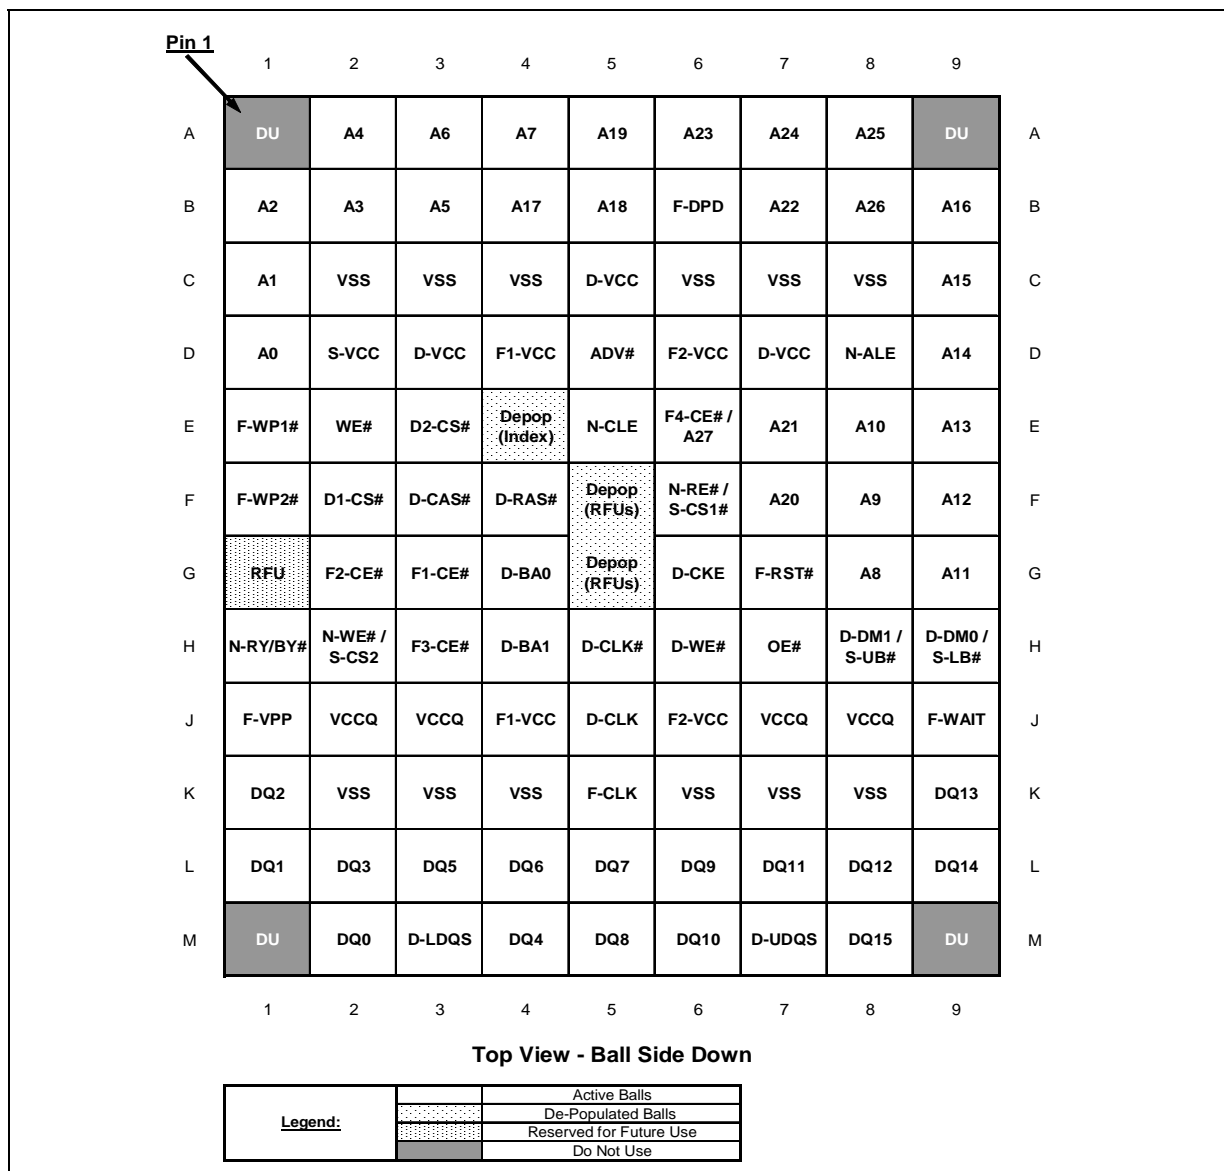 Pin 1
1 2 3 4 5 6 7 8 9
A DU A4 A6 A7 A19 A23 A24 A25 DU A
B A2 A3 A5 A17 A18 F-DPD A22 A26 A16 B
C A1 VSS VSS VSS D-VCC VSS VSS VSS A15 C
D A0 S-VCC D-VCC F1-VCC ADV# F2-VCC D-VCC N-ALE A14 D
E F-WP1# WE# D2-CS# Depop (Index) N-CLE F4-CE# / A27 A21 A10 A13 E
F F-WP2# D1-CS# D-CAS# D-RAS# Depop (RFUs) N-RE# / S-CS1# A20 A9 A12 F
G RFU F2-CE# F1-CE# D-BA0 Depop (RFUs) D-CKE F-RST# A8 A11 G
H N-RY/BY# N-WE# / S-CS2 F3-CE# D-BA1 D-CLK# D-WE# OE# D-DM1 / S-UB# D-DM0 / S-LB# H
J F-VPP VCCQ VCCQ F1-VCC D-CLK F2-VCC VCCQ VCCQ F-WAIT J
K DQ2 VSS VSS VSS F-CLK VSS VSS VSS DQ13 K
L DQ1 DQ3 DQ5 DQ6 DQ7 DQ9 DQ11 DQ12 DQ14 L
M DU DQ0 D-LDQS DQ4 DQ8 DQ10 D-UDQS DQ15 DU M
1 2 3 4 5 6 7 8 9
Top View - Ball Side Down
Legend:
Active Balls
De-Populated Balls
Reserved for Future Use
Do Not Use